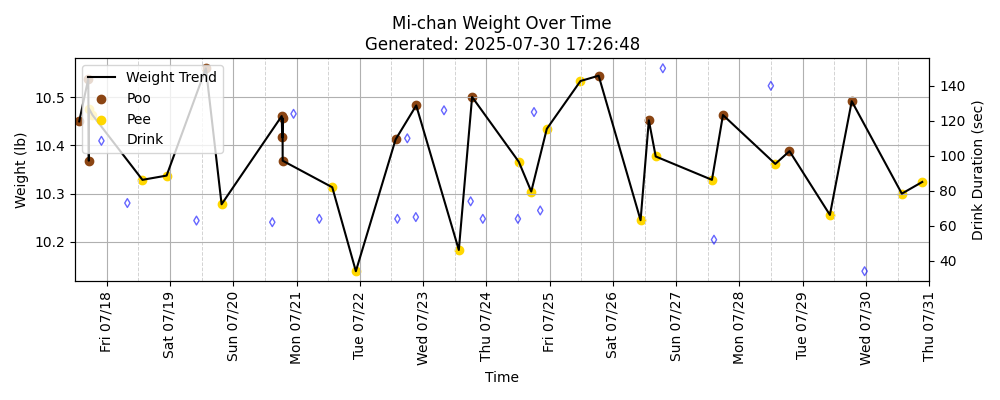 Mi-chan Weight Over Time
Generated: 2025-07-30 17:26:48
Weight Trend
Poo
Pee
Drink
Weight (lb)
10.5
10.4
10.3
10.2
Drink Duration (sec)
140
120
100
80
60
40
Fri 07/18
Sat 07/19
Sun 07/20
Mon 07/21
Tue 07/22
Wed 07/23
Thu 07/24
Fri 07/25
Sat 07/26
Sun 07/27
Mon 07/28
Tue 07/29
Wed 07/30
Thu 07/31
Time